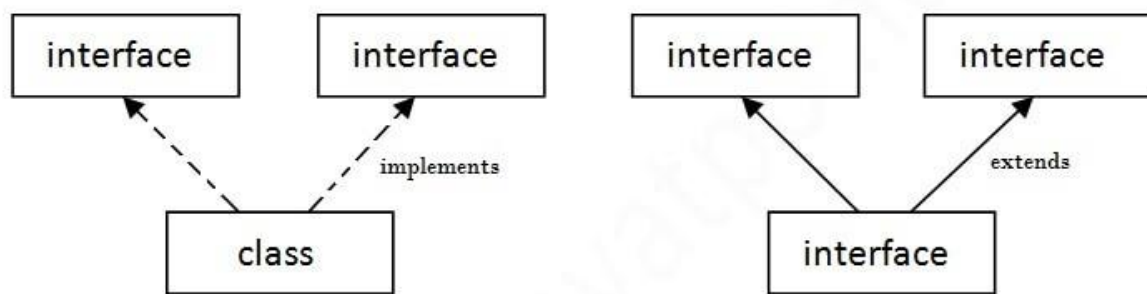 interface
interface
interface
interface
implements
extends
class
interface